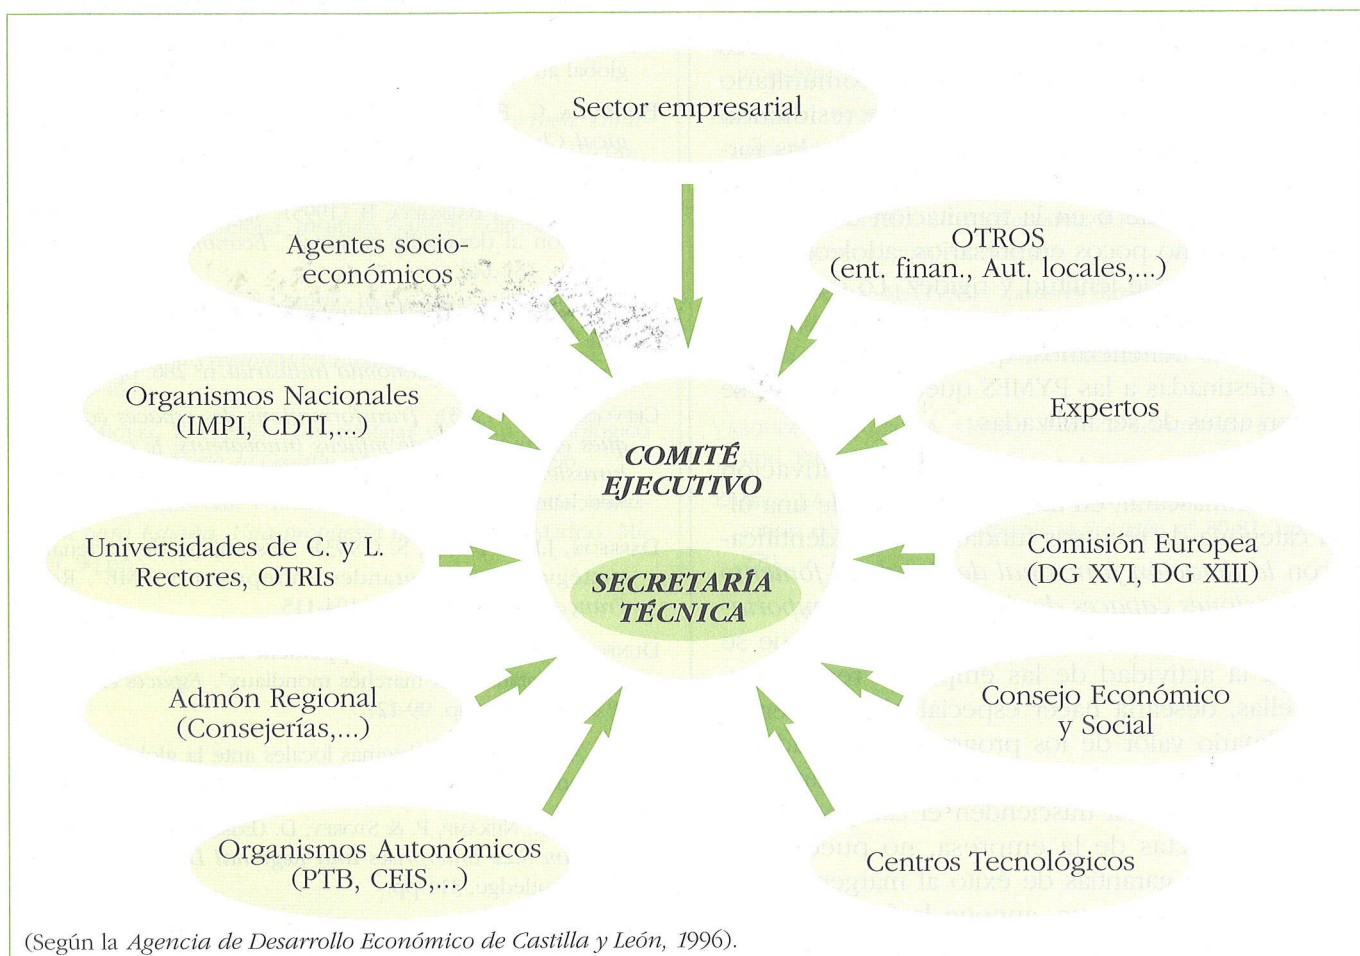 Sector empresarial
Agentes socio-
económicos
OTROS
(ent. finan., Aut. locales,...)
Organismos Nacionales
(IMPI, CDTI,...)
Expertos
COMITÉ
EJECUTIVO
Universidades de C. y L.
Rectores, OTRIs
Comisión Europea
(DG XVI, DG XIII)
SECRETARÍA
TÉCNICA
Admón Regional
(Consejerías,...)
Consejo Económico
y Social
Organismos Autonómicos
(PTB, CEIS,...)
Centros Tecnológicos
(Según la Agencia de Desarrollo Económico de Castilla y León, 1996).